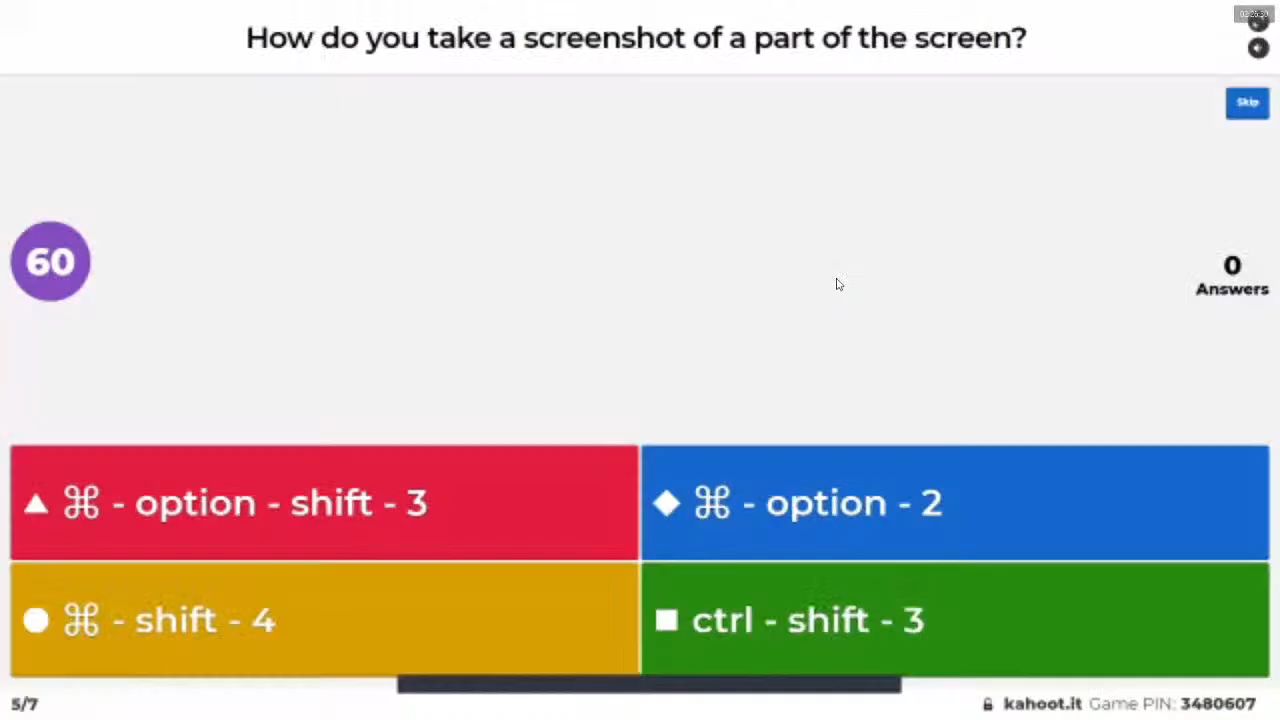 How do you take a screenshot of a part of the screen?
Skip
60
0
Answers
⌘ - option - shift - 3
⌘ - option - 2
⌘ - shift - 4
ctrl - shift - 3
5/7
kahoot.it Game PIN: 3480607